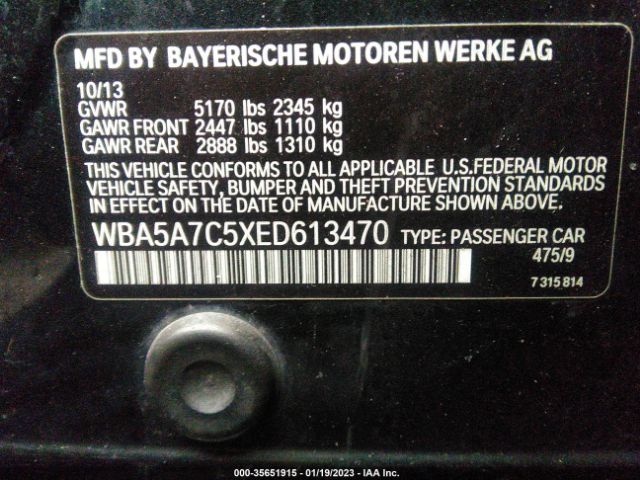 MFD BY BAYERISCHE MOTOREN WERKE AG
10/13
GVWR 5170 lbs 2345 kg
GAWR FRONT 2447 lbs 1110 kg
GAWR REAR 2888 lbs 1310 kg
THIS VEHICLE CONFORMS TO ALL APPLICABLE U.S.FEDERAL MOTOR
VEHICLE SAFETY, BUMPER AND THEFT PREVENTION STANDARDS
IN EFFECT ON THE DATE OF MANUFACTURE SHOWN ABOVE.
WBA5A7C5XED613470 TYPE: PASSENGER CAR
475/9
7 315 814
000-35651915 - 01/19/2023 - IAA Inc.